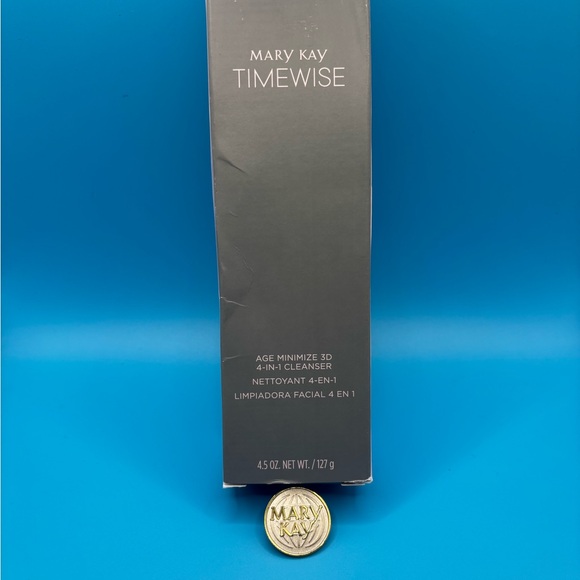 MARY KAY
TIMEWISE
AGE MINIMIZE 3D
4-IN-1 CLEANSER
NETTOYANT 4-EN-1
LIMPIADORA FACIAL 4 EN 1
4.5 OZ. NET WT. / 127 g
MARY
KAY